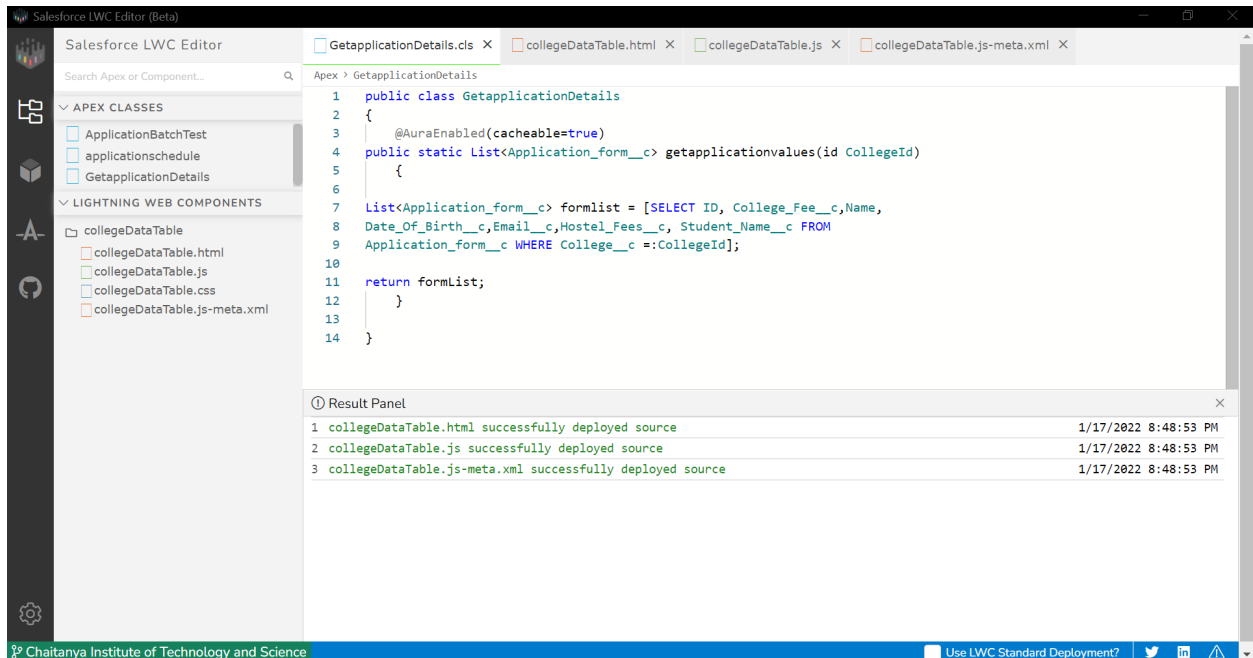 Salesforce LWC Editor (Beta)
Salesforce LWC Editor
Search Apex or Component...
APEX CLASSES
ApplicationBatchTest
applicationschedule
GetapplicationDetails
LIGHTNING WEB COMPONENTS
collegeDataTable
collegeDataTable.html
collegeDataTable.js
collegeDataTable.css
collegeDataTable.js-meta.xml
GetapplicationDetails.cls
collegeDataTable.html
collegeDataTable.js
collegeDataTable.js-meta.xml
Apex > GetapplicationDetails
1 public class GetapplicationDetails
2 {
3 @AuraEnabled(cacheable=true)
4 public static List<Application_form__c> getapplicationvalues(id CollegeId)
5 {
6
7 List<Application_form__c> formlist = [SELECT ID, College_Fee__c,Name,
8 Date_Of_Birth__c,Email__c,Hostel_Fees__c, Student_Name__c FROM
9 Application_form__c WHERE College__c =:CollegeId];
10
11 return formList;
12 }
13
14 }
Result Panel
1 collegeDataTable.html successfully deployed source 1/17/2022 8:48:53 PM
2 collegeDataTable.js successfully deployed source 1/17/2022 8:48:53 PM
3 collegeDataTable.js-meta.xml successfully deployed source 1/17/2022 8:48:53 PM
Chaitanya Institute of Technology and Science
Use LWC Standard Deployment?
in